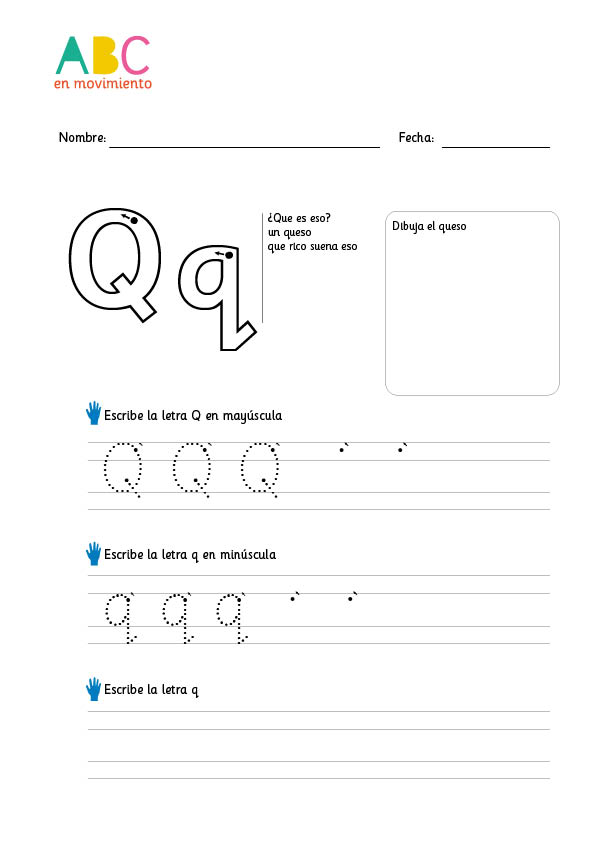 ABC
en movimiento
Nombre: Fecha:
Q q
¿Que es eso?
un queso
que rico suena eso
Dibuja el queso
Escribe la letra Q en mayúscula
Q Q Q
Escribe la letra q en minúscula
q q q
Escribe la letra q